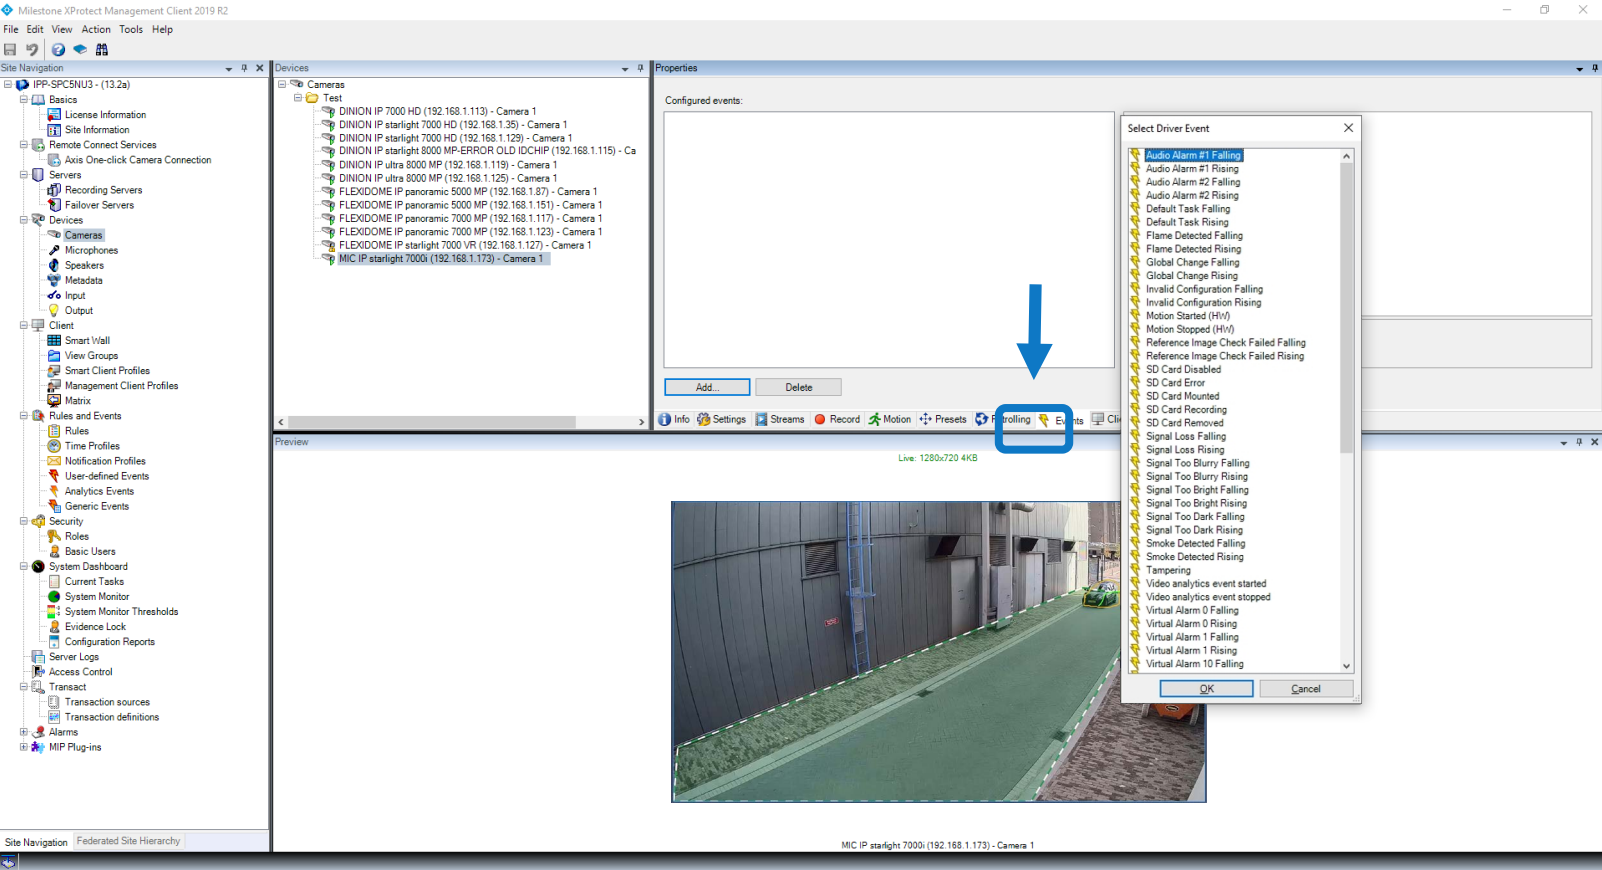 Milestone XProtect Management Client 2019 R2
File Edit View Action Tools Help
Site Navigation
IPP-SPC5NU3 - (13.2a)
Basics
License Information
Site Information
Remote Connect Services
Axis One-click Camera Connection
Servers
Recording Servers
Failover Servers
Devices
Cameras
Microphones
Speakers
Metadata
Input
Output
Client
Smart Wall
View Groups
Smart Client Profiles
Management Client Profiles
Matrix
Rules and Events
Rules
Time Profiles
Notification Profiles
User-defined Events
Analytics Events
Generic Events
Security
Roles
Basic Users
System Dashboard
Current Tasks
System Monitor
System Monitor Thresholds
Evidence Lock
Configuration Reports
Server Logs
Access Control
Transact
Transaction sources
Transaction definitions
Alarms
MIP Plug-ins
Site Navigation Federated Site Hierarchy
Devices
Cameras
Test
DINION IP 7000 HD (192.168.1.113) - Camera 1
DINION IP starlight 7000 HD (192.168.1.35) - Camera 1
DINION IP starlight 7000 HD (192.168.1.129) - Camera 1
DINION IP starlight 8000 MP-ERROR OLD IDCHIP (192.168.1.115) - Ca
DINION IP ultra 8000 MP (192.168.1.119) - Camera 1
DINION IP ultra 8000 MP (192.168.1.125) - Camera 1
FLEXIDOME IP panoramic 5000 MP (192.168.1.87) - Camera 1
FLEXIDOME IP panoramic 5000 MP (192.168.1.151) - Camera 1
FLEXIDOME IP panoramic 7000 MP (192.168.1.117) - Camera 1
FLEXIDOME IP panoramic 7000 MP (192.168.1.123) - Camera 1
FLEXIDOME IP starlight 7000 VR (192.168.1.127) - Camera 1
MIC IP starlight 7000i (192.168.1.173) - Camera 1
Properties
Configured events:
Add... Delete
Info Settings Streams Record Motion Presets Patrolling Events Cli
Preview
Live: 1280x720 4KB
MIC IP starlight 7000i (192.168.1.173) - Camera 1
Select Driver Event
Audio Alarm #1 Falling
Audio Alarm #1 Rising
Audio Alarm #2 Falling
Audio Alarm #2 Rising
Default Task Falling
Default Task Rising
Flame Detected Falling
Flame Detected Rising
Global Change Falling
Global Change Rising
Invalid Configuration Falling
Invalid Configuration Rising
Motion Started (HW)
Motion Stopped (HW)
Reference Image Check Failed Falling
Reference Image Check Failed Rising
SD Card Disabled
SD Card Error
SD Card Mounted
SD Card Recording
SD Card Removed
Signal Loss Falling
Signal Loss Rising
Signal Too Blurry Falling
Signal Too Blurry Rising
Signal Too Bright Falling
Signal Too Bright Rising
Signal Too Dark Falling
Signal Too Dark Rising
Smoke Detected Falling
Smoke Detected Rising
Tampering
Video analytics event started
Video analytics event stopped
Virtual Alarm 0 Falling
Virtual Alarm 0 Rising
Virtual Alarm 1 Falling
Virtual Alarm 1 Rising
Virtual Alarm 10 Falling
OK Cancel